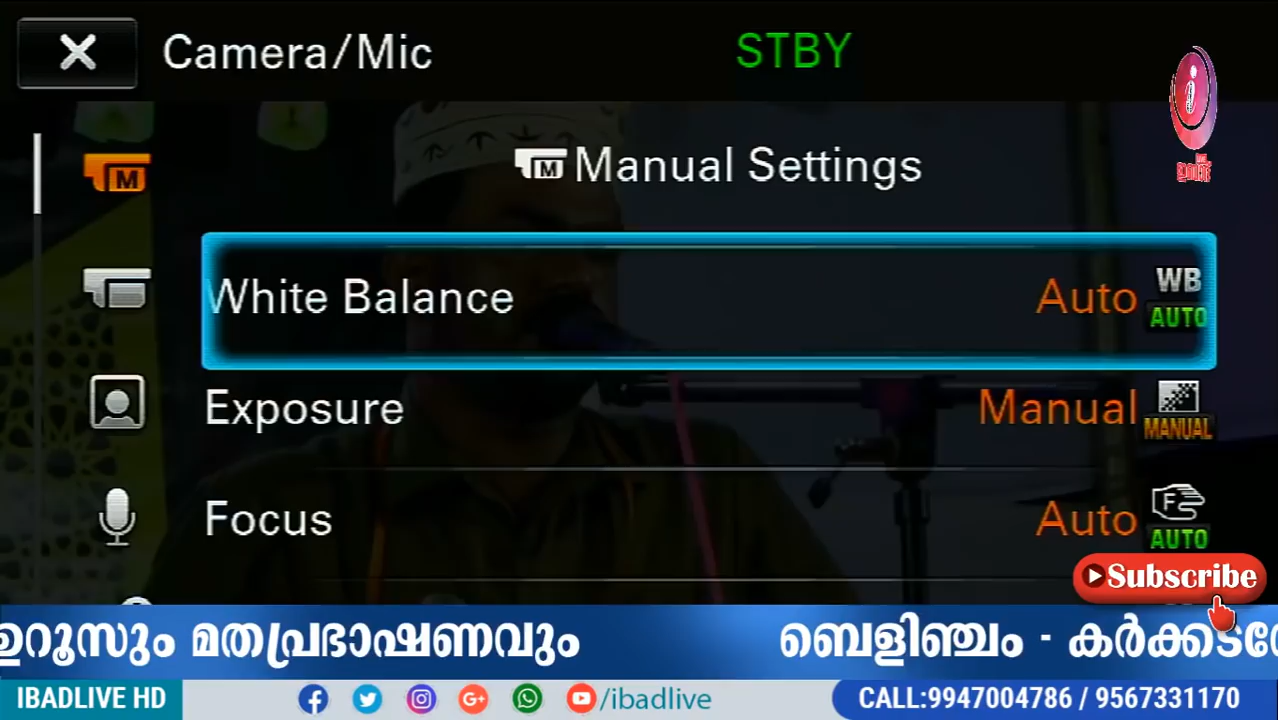 Camera/Mic
STBY
M Manual Settings
White Balance Auto WB AUTO
Exposure Manual MANUAL
Focus Auto F AUTO
Subscribe
ഉറൂസും മതപ്രഭാഷണവും ബെളിഞ്ചം - കർക്കട
IBADLIVE HD /ibadlive CALL:9947004786 / 9567331170